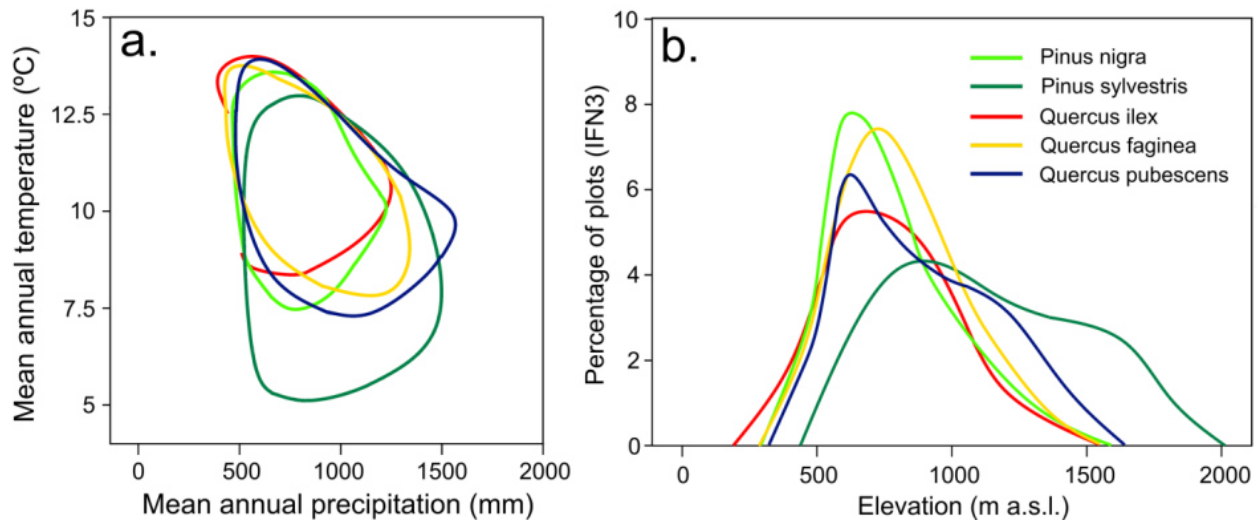 a.
15
12.5
10
7.5
5
Mean annual temperature (ºC)
0 500 1000 1500 2000
Mean annual precipitation (mm)
b.
10
8
6
4
2
0
Percentage of plots (IFN3)
Pinus nigra
Pinus sylvestris
Quercus ilex
Quercus faginea
Quercus pubescens
0 500 1000 1500 2000
Elevation (m a.s.l.)